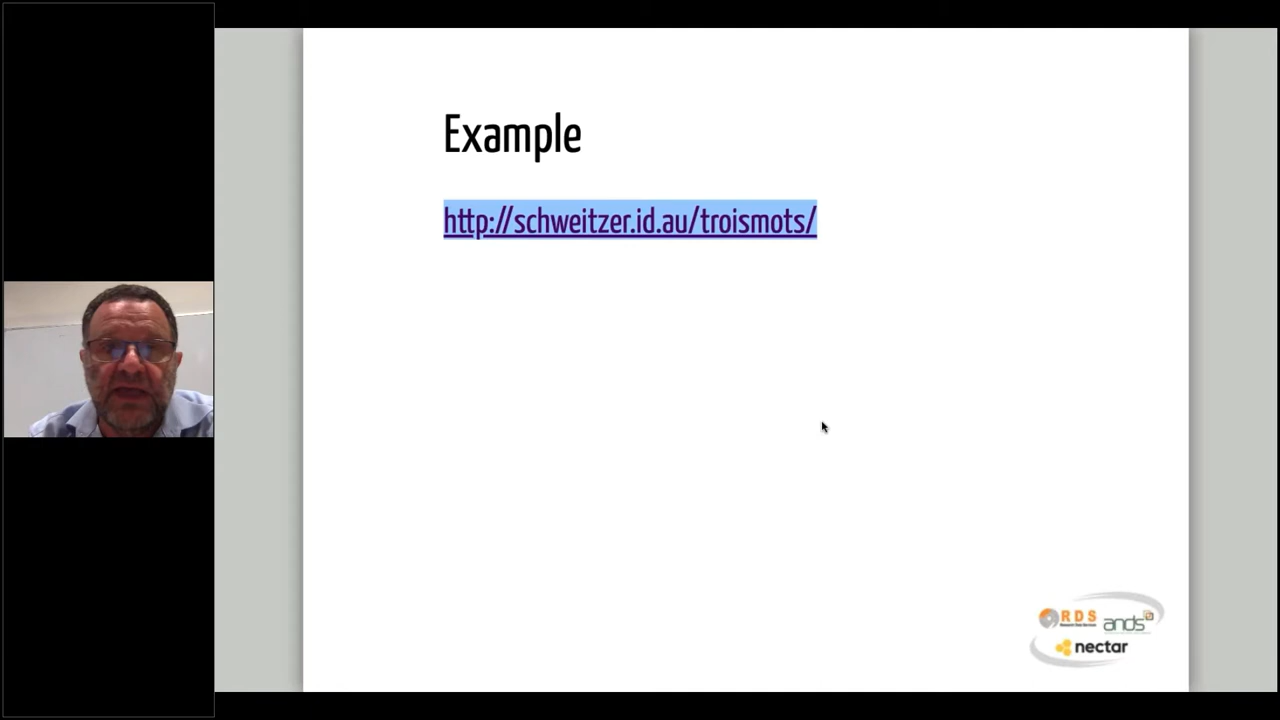 Example
http://schweitzer.id.au/troismots/
RDS
ands
nectar